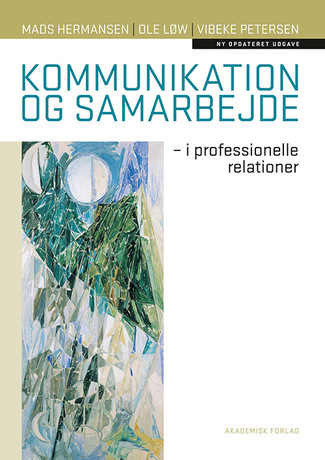 MADS HERMANSEN | OLE LØW | VIBEKE PETERSEN
NY OPDATERET UDGAVE
KOMMUNIKATION
OG SAMARBEJDE
– i professionelle
relationer
AKADEMISK FORLAG